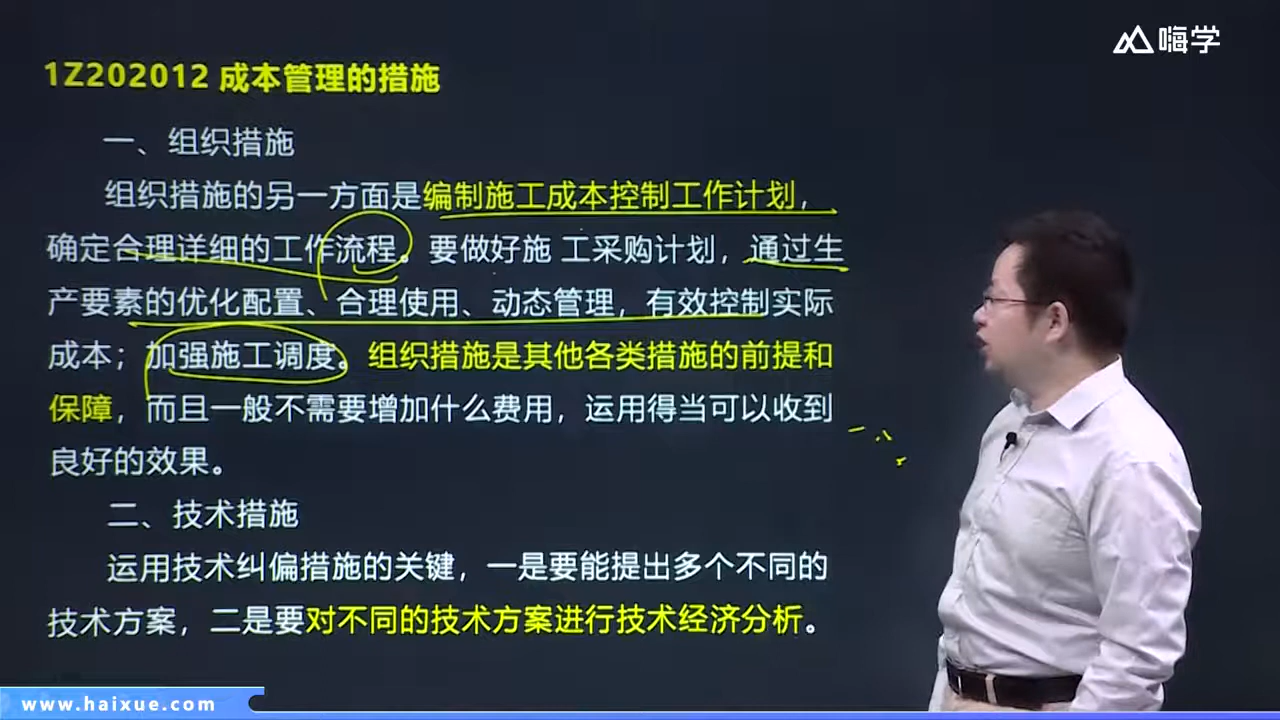 嗨学
1Z202012 成本管理的措施
一、组织措施
组织措施的另一方面是编制施工成本控制工作计划，
确定合理详细的工作流程。要做好施 工采购计划，通过生
产要素的优化配置、合理使用、动态管理，有效控制实际
成本；加强施工调度。组织措施是其他各类措施的前提和
保障，而且一般不需要增加什么费用，运用得当可以收到
良好的效果。
二、技术措施
运用技术纠偏措施的关键，一是要能提出多个不同的
技术方案，二是要对不同的技术方案进行技术经济分析。
www.haixue.com